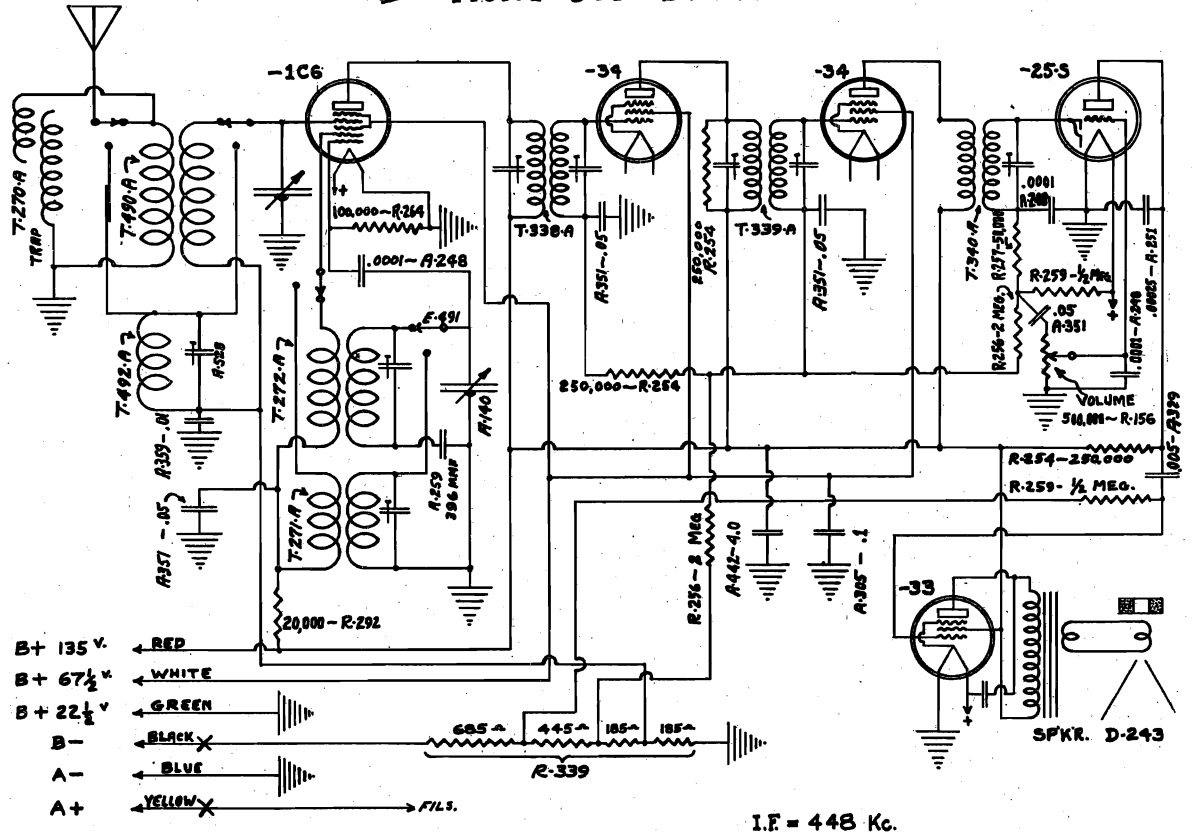 -1C6
-34
-34
-25-S
T-270-A
TRAP
T-490-A
+
100,000~R-264
.0001~A-248
T-338-A
A-351-.05
250,000
R-254
T-339-A
A-351-.05
T-340-A
.0001
R-257-50,000
R-259-½ MEG.
R-256-2 MEG.
.05
A-351
+
.0001-A-248
.00025-A-251
VOLUME
500,000~R-156
T-492-A
A-528
A-359-.01
T-272-A
E-491
A-140
A-259
396 MMF
250,000~R-254
R-254~250,000
R-259-½ MEG.
.005-A-329
A-351-.05
T-271-A
20,000~R-292
R-256~2 MEG
A-442-4.0
A-305-.1
-33
+
SP'K'R. D-243
B+ 135 V. RED
B+ 67½ V. WHITE
B+ 22½ V GREEN
B- BLACK
A- BLUE
A+ YELLOW FILS.
685Ω 445Ω 185Ω 185Ω
R-339
I.F. = 448 Kc.